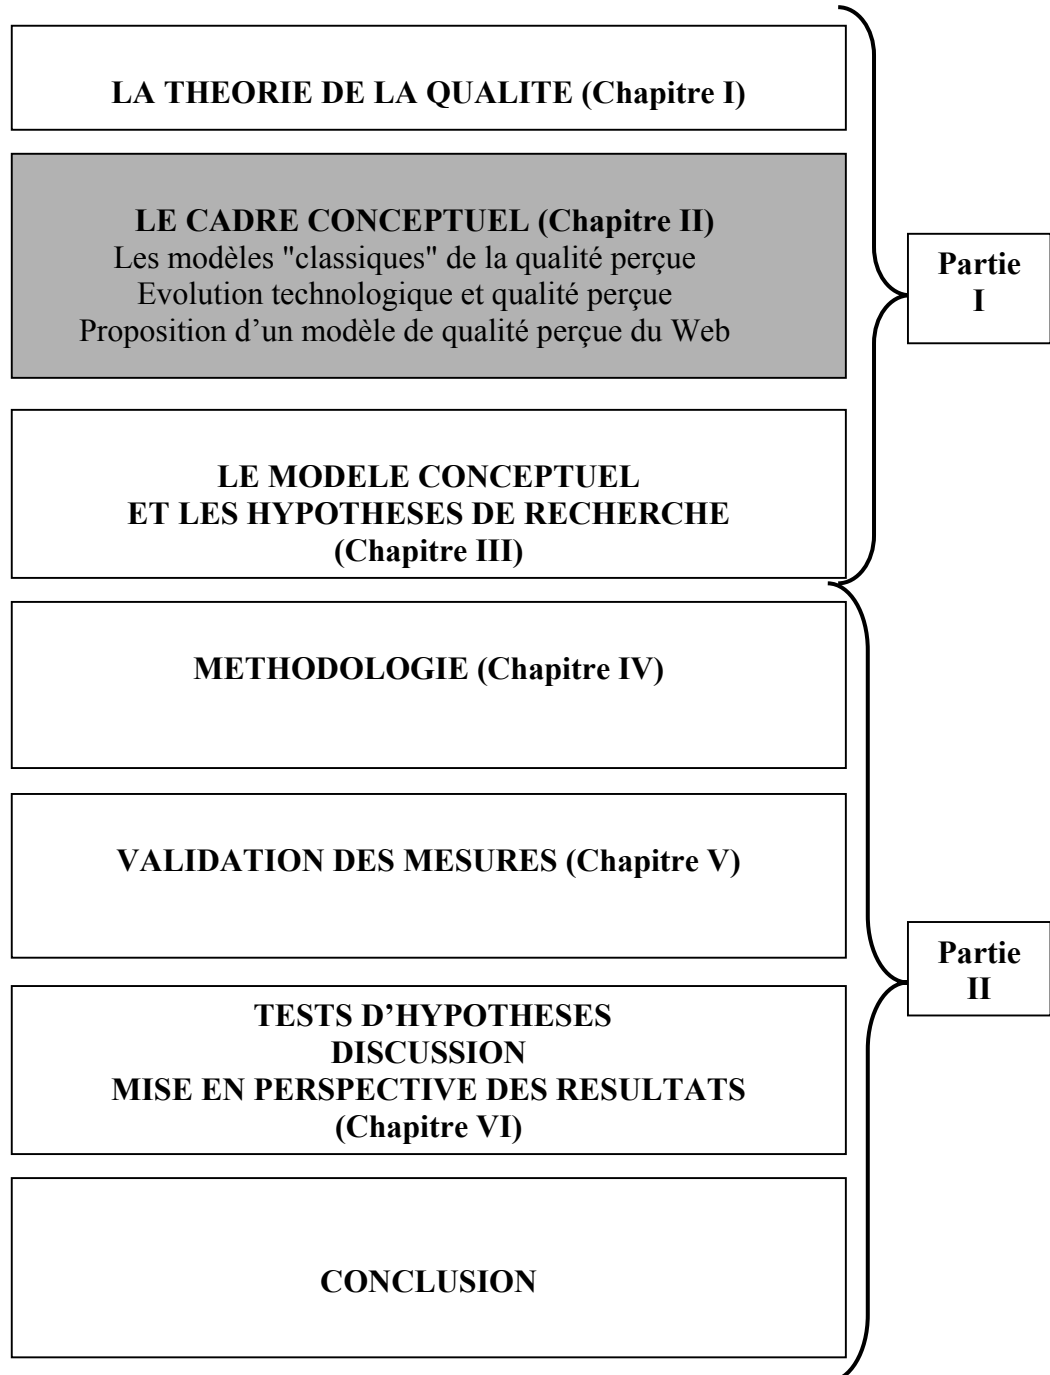 LA THEORIE DE LA QUALITE (Chapitre I)
LE CADRE CONCEPTUEL (Chapitre II)
Les modèles "classiques" de la qualité perçue
Evolution technologique et qualité perçue
Proposition d’un modèle de qualité perçue du Web
Partie
I
LE MODELE CONCEPTUEL
ET LES HYPOTHESES DE RECHERCHE
(Chapitre III)
METHODOLOGIE (Chapitre IV)
VALIDATION DES MESURES (Chapitre V)
Partie
II
TESTS D’HYPOTHESES
DISCUSSION
MISE EN PERSPECTIVE DES RESULTATS
(Chapitre VI)
CONCLUSION